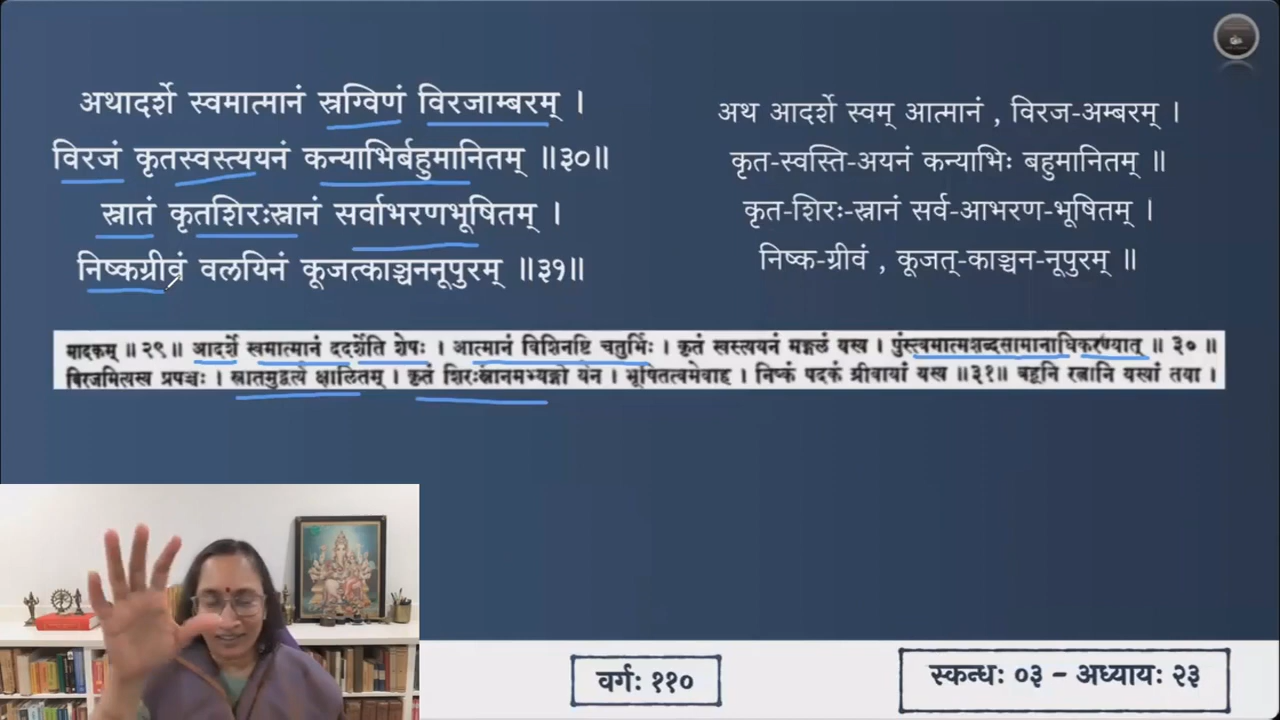 अथादर्शे स्वमात्मानं स्रग्विणं विरजाम्बरम् ।
विरजं कृतस्वस्त्ययनं कन्याभिर्बहुमानितम् ॥३०॥
स्नातं कृतशिरःस्नानं सर्वाभरणभूषितम् ।
निष्कग्रीवं वलयिनं कूजत्काञ्चननूपुरम् ॥३१॥
अथ आदर्शे स्वम् आत्मानं , विरज-अम्बरम् ।
कृत-स्वस्ति-अयनं कन्याभिः बहुमानितम् ॥
कृत-शिरः-स्नानं सर्व-आभरण-भूषितम् ।
निष्क-ग्रीवं , कूजत्-काञ्चन-नूपुरम् ॥
मादकम् ॥ २९॥ आदर्शे स्वमात्मानं ददर्शेति शेषः । आत्मानं विशिनष्टि चतुर्भिः । कृतं स्वस्त्ययनं मङ्गलं यस्य । पुंस्त्वमात्मशब्दसामानाधिकरण्यात् ॥ ३० ॥
विरजमित्यस्य प्रपञ्चः । स्नातमुद्वर्त्य क्षालितम् । कृतं शिरःस्नानमभ्यङ्गो येन । भूषितत्वमेवाह । निष्कं पदकं ग्रीवायां यस्य ॥३१॥ बहूनि रत्नानि यस्यां तया ।
वर्गः ११०
स्कन्धः ०३ – अध्यायः २३